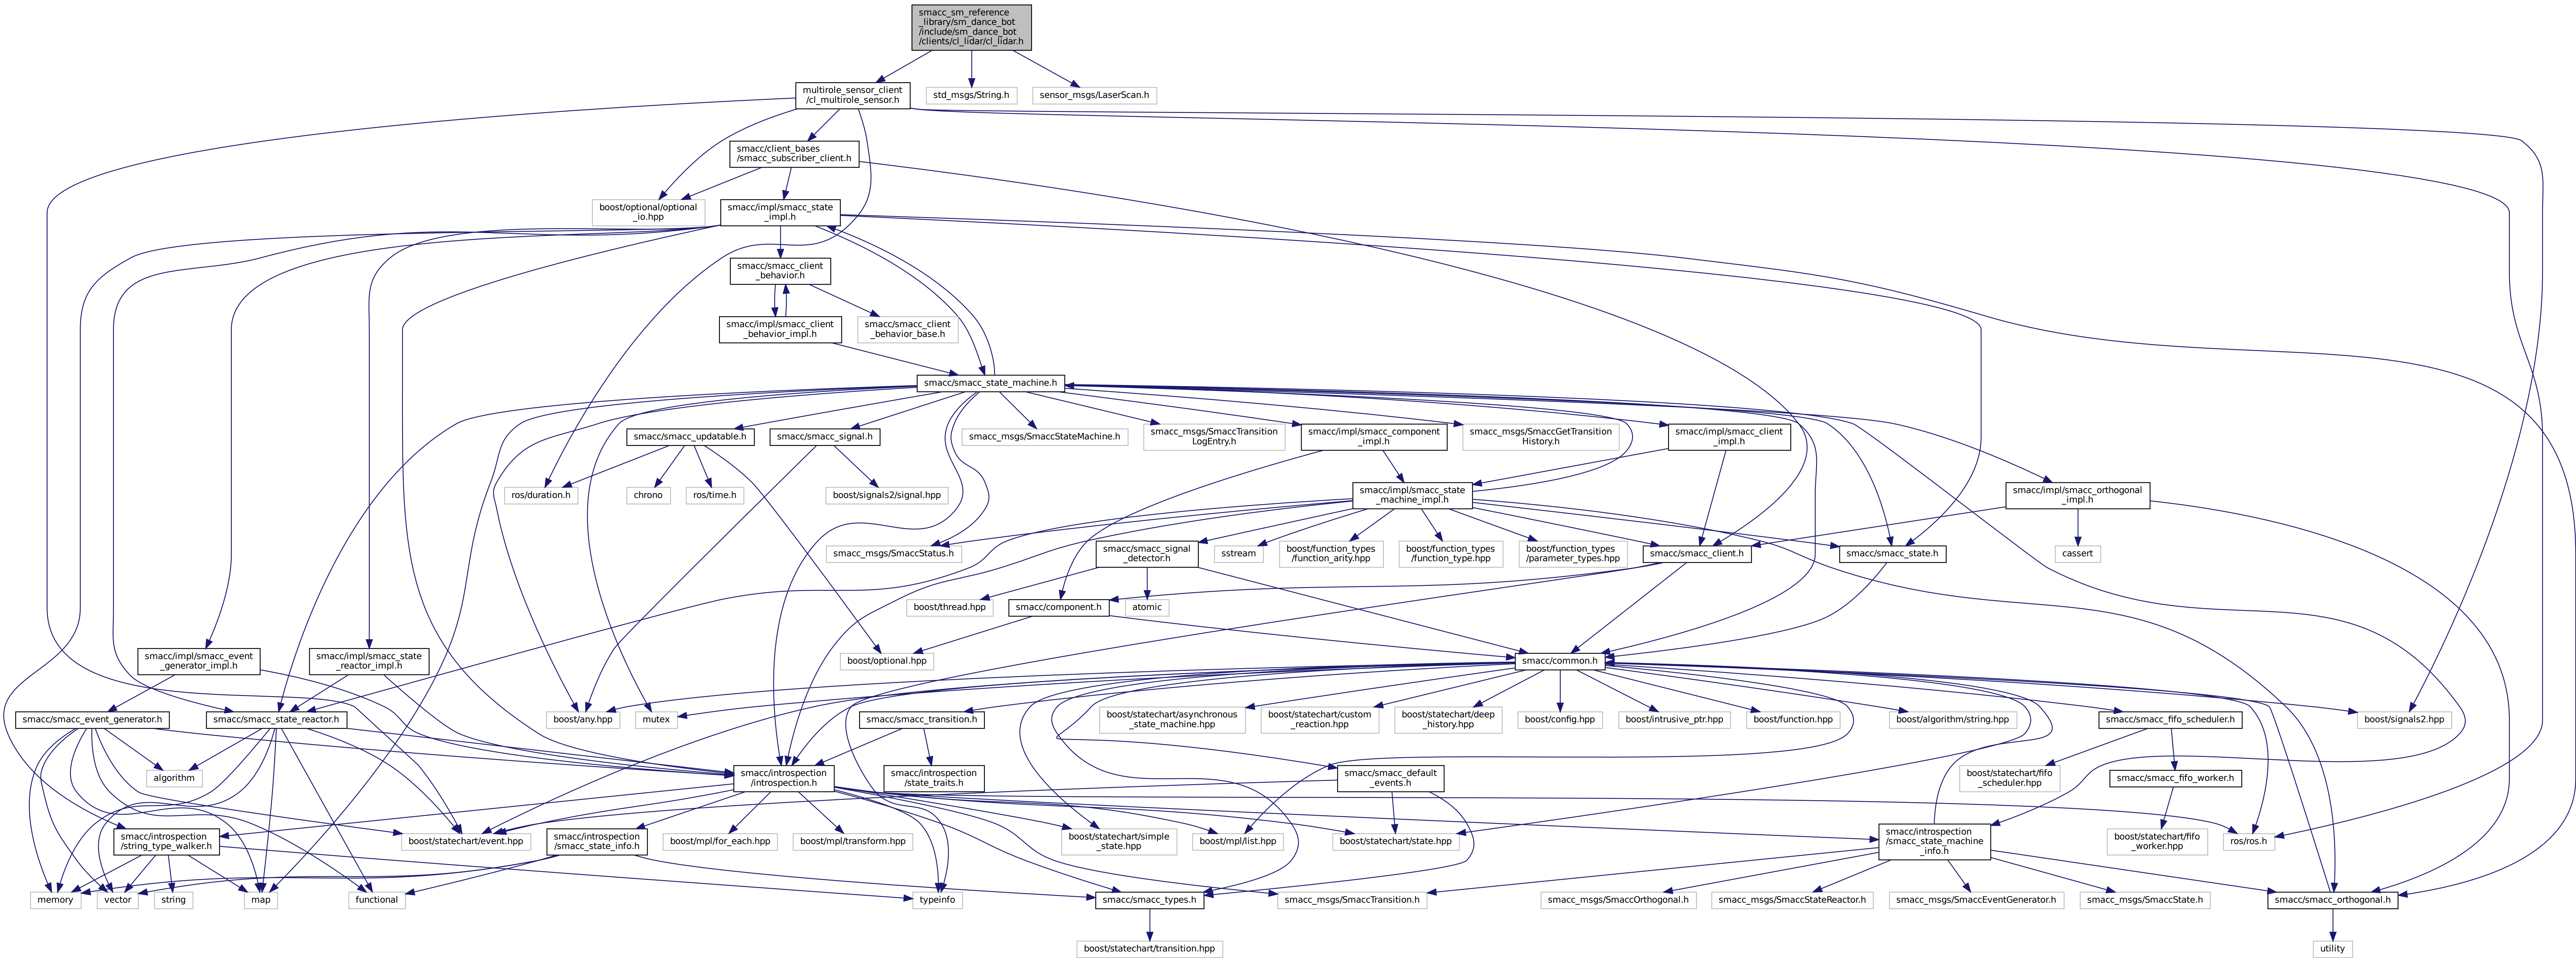 smacc_sm_reference
_library/sm_dance_bot
/include/sm_dance_bot
/clients/cl_lidar/cl_lidar.h
multirole_sensor_client
/cl_multirole_sensor.h
std_msgs/String.h
sensor_msgs/LaserScan.h
smacc/client_bases
/smacc_subscriber_client.h
boost/optional/optional
_io.hpp
smacc/impl/smacc_state
_impl.h
smacc/smacc_client
_behavior.h
smacc/impl/smacc_client
_behavior_impl.h
smacc/smacc_client
_behavior_base.h
smacc/smacc_state_machine.h
smacc/smacc_updatable.h
smacc/smacc_signal.h
smacc_msgs/SmaccStateMachine.h
smacc_msgs/SmaccTransition
LogEntry.h
smacc/impl/smacc_component
_impl.h
smacc_msgs/SmaccGetTransition
History.h
smacc/impl/smacc_client
_impl.h
ros/duration.h
chrono
ros/time.h
boost/signals2/signal.hpp
smacc/impl/smacc_state
_machine_impl.h
smacc/impl/smacc_orthogonal
_impl.h
smacc_msgs/SmaccStatus.h
smacc/smacc_signal
_detector.h
sstream
boost/function_types
/function_arity.hpp
boost/function_types
/function_type.hpp
boost/function_types
/parameter_types.hpp
smacc/smacc_client.h
smacc/smacc_state.h
cassert
boost/thread.hpp
smacc/component.h
atomic
smacc/impl/smacc_event
_generator_impl.h
smacc/impl/smacc_state
_reactor_impl.h
boost/optional.hpp
smacc/common.h
smacc/smacc_event_generator.h
smacc/smacc_state_reactor.h
boost/any.hpp
mutex
smacc/smacc_transition.h
boost/statechart/asynchronous
_state_machine.hpp
boost/statechart/custom
_reaction.hpp
boost/statechart/deep
_history.hpp
boost/config.hpp
boost/intrusive_ptr.hpp
boost/function.hpp
boost/algorithm/string.hpp
smacc/smacc_fifo_scheduler.h
boost/signals2.hpp
algorithm
smacc/introspection
/introspection.h
smacc/introspection
/state_traits.h
smacc/smacc_default
_events.h
boost/statechart/fifo
_scheduler.hpp
smacc/smacc_fifo_worker.h
smacc/introspection
/string_type_walker.h
boost/statechart/event.hpp
smacc/introspection
/smacc_state_info.h
boost/mpl/for_each.hpp
boost/mpl/transform.hpp
boost/statechart/simple
_state.hpp
boost/mpl/list.hpp
boost/statechart/state.hpp
smacc/introspection
/smacc_state_machine
_info.h
boost/statechart/fifo
_worker.hpp
ros/ros.h
memory
vector
string
map
functional
typeinfo
smacc/smacc_types.h
smacc_msgs/SmaccTransition.h
smacc_msgs/SmaccOrthogonal.h
smacc_msgs/SmaccStateReactor.h
smacc_msgs/SmaccEventGenerator.h
smacc_msgs/SmaccState.h
smacc/smacc_orthogonal.h
boost/statechart/transition.hpp
utility